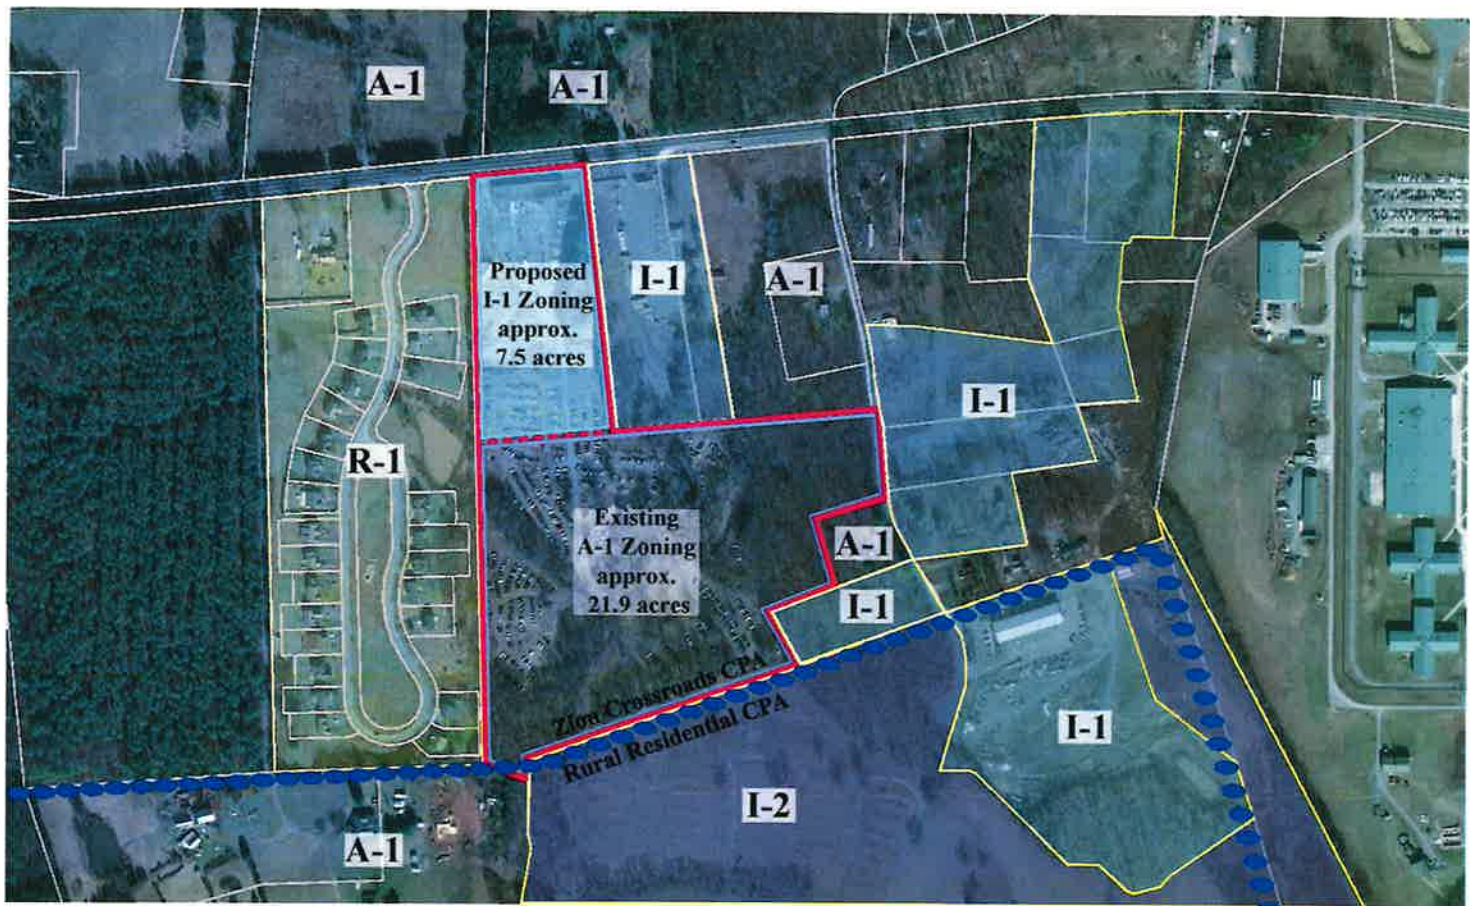 A-1
A-1
Proposed
I-1 Zoning
approx.
7.5 acres
I-1
A-1
I-1
R-1
Existing
A-1 Zoning
approx.
21.9 acres
A-1
I-1
Zion Crossroads CPA
Rural Residential CPA
I-1
I-2
A-1